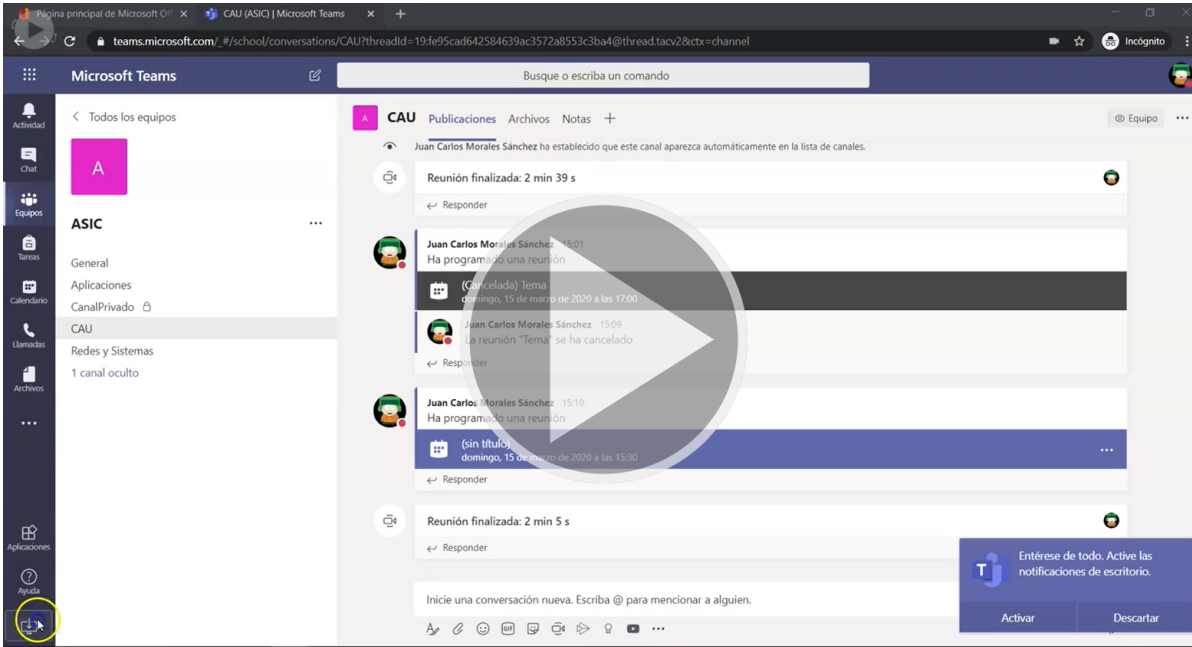 Página principal de Microsoft Off
CAU (ASIC) | Microsoft Teams
teams.microsoft.com/_#/school/conversations/CAU?threadId=19:fe95cad642584639ac3572a8553c3ba4@thread.tacv2&ctx=channel
Incógnito
Microsoft Teams
Busque o escriba un comando
Actividad
Chat
Equipos
Tareas
Calendario
Llamadas
Archivos
Aplicaciones
Ayuda
Todos los equipos
A
ASIC
General
Aplicaciones
CanalPrivado
CAU
Redes y Sistemas
1 canal oculto
A CAU Publicaciones Archivos Notas
Equipo
Juan Carlos Morales Sánchez ha establecido que este canal aparezca automáticamente en la lista de canales.
Reunión finalizada: 2 min 39 s
Responder
Juan Carlos Morales Sánchez 15:01
Ha programado una reunión
(Cancelada) Tema
domingo, 15 de marzo de 2020 a las 17:00
Juan Carlos Morales Sánchez 15:09
La reunión "Tema" se ha cancelado
Responder
Juan Carlos Morales Sánchez 15:10
Ha programado una reunión
(sin título)
domingo, 15 de marzo de 2020 a las 15:30
Responder
Reunión finalizada: 2 min 5 s
Responder
Inicie una conversación nueva. Escriba @ para mencionar a alguien.
GIF
T
Entérese de todo. Active las
notificaciones de escritorio.
Activar Descartar